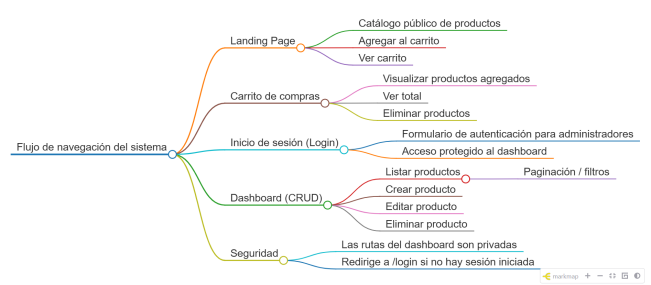 Flujo de navegación del sistema
Landing Page
Catálogo público de productos
Agregar al carrito
Ver carrito
Carrito de compras
Visualizar productos agregados
Ver total
Eliminar productos
Inicio de sesión (Login)
Formulario de autenticación para administradores
Acceso protegido al dashboard
Dashboard (CRUD)
Listar productos
Paginación / filtros
Crear producto
Editar producto
Eliminar producto
Seguridad
Las rutas del dashboard son privadas
Redirige a /login si no hay sesión iniciada
markmap